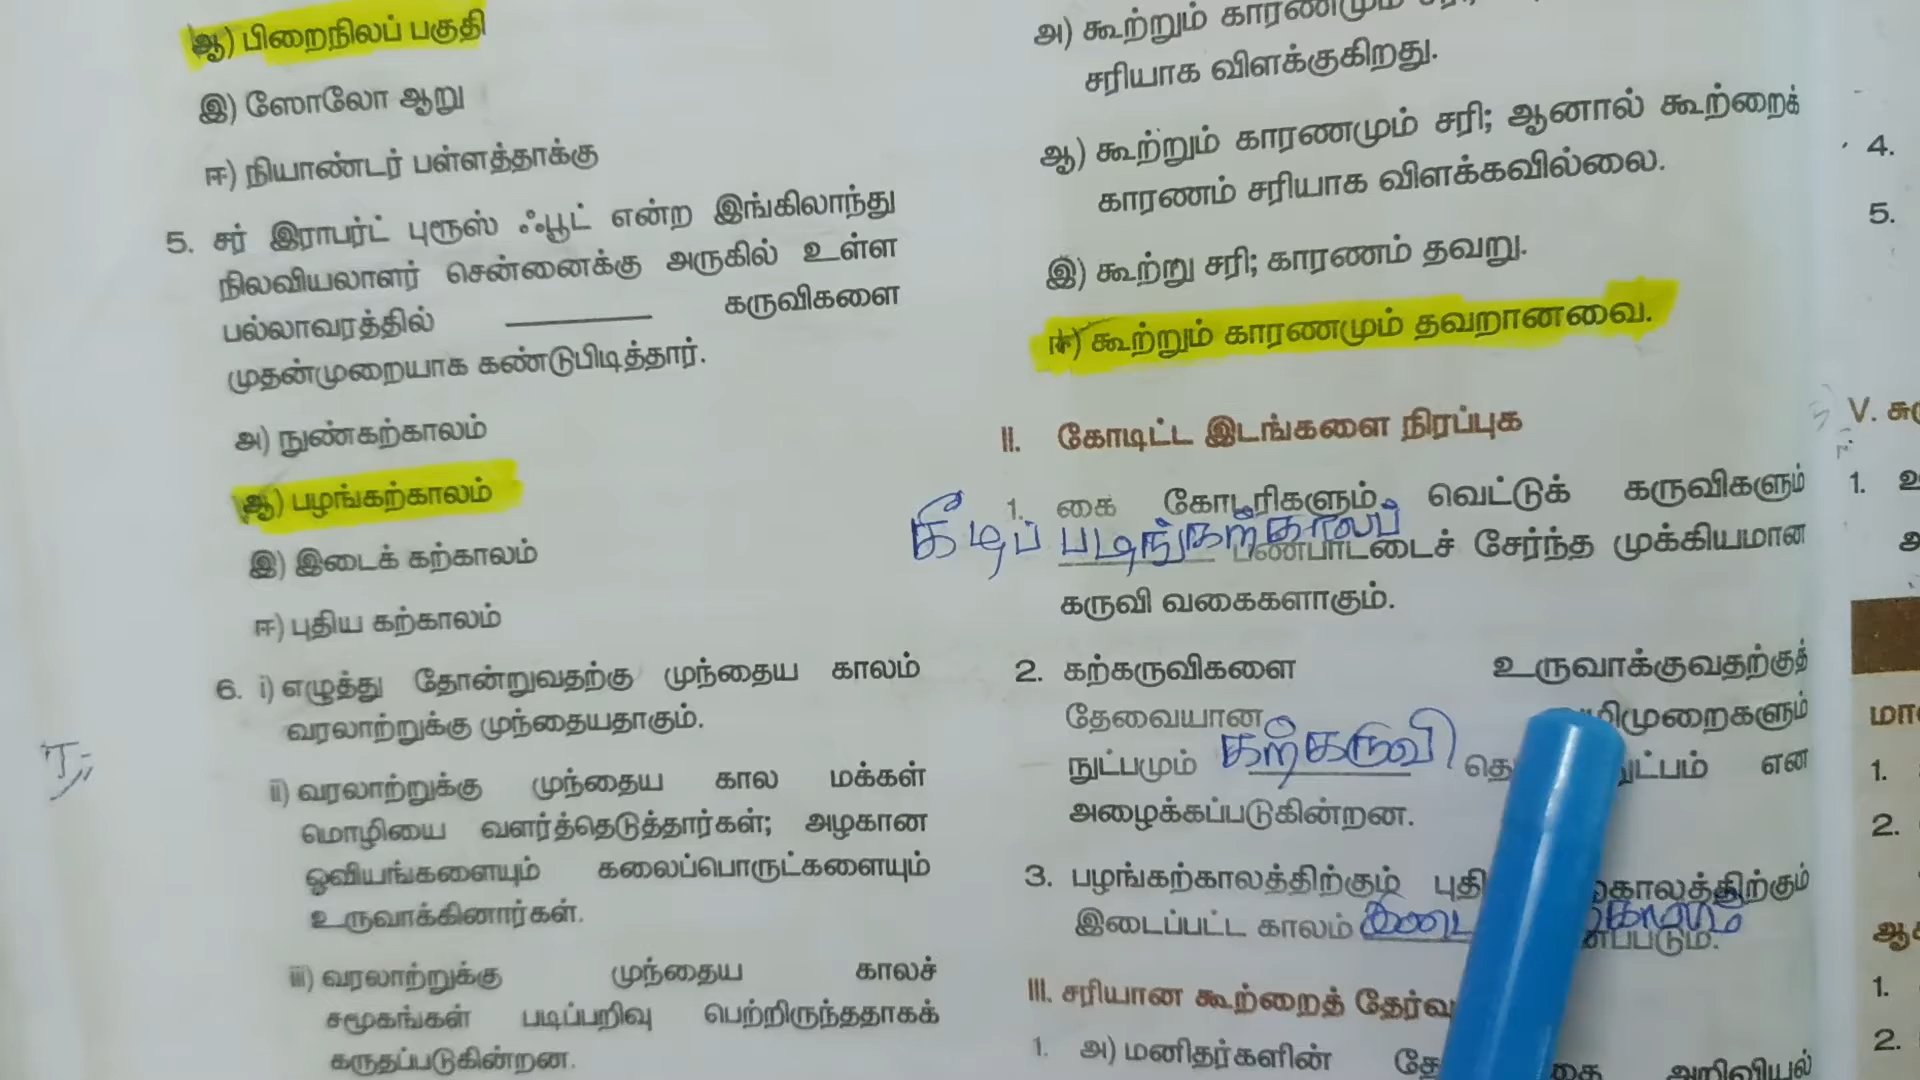 ஆ) பிறைநிலப் பகுதி
இ) ஸோலோ ஆறு
ஈ) நியாண்டர் பள்ளத்தாக்கு
5. சர் இராபர்ட் புரூஸ் ஃபூட் என்ற இங்கிலாந்து
நிலவியலாளர் சென்னைக்கு அருகில் உள்ள
பல்லாவரத்தில் ________ கருவிகளை
முதன்முறையாக கண்டுபிடித்தார்.
அ) நுண்கற்காலம்
ஆ) பழங்கற்காலம்
இ) இடைக் கற்காலம்
ஈ) புதிய கற்காலம்
6. i) எழுத்து தோன்றுவதற்கு முந்தைய காலம்
வரலாற்றுக்கு முந்தையதாகும்.
ii) வரலாற்றுக்கு முந்தைய கால மக்கள்
மொழியை வளர்த்தெடுத்தார்கள்; அழகான
ஓவியங்களையும் கலைப்பொருட்களையும்
உருவாக்கினார்கள்.
iii) வரலாற்றுக்கு முந்தைய காலச்
சமூகங்கள் படிப்பறிவு பெற்றிருந்ததாகக்
கருதப்படுகின்றன.
அ) கூற்றும் காரணமும் சரி;
சரியாக விளக்குகிறது.
ஆ) கூற்றும் காரணமும் சரி; ஆனால் கூற்றைக்
காரணம் சரியாக விளக்கவில்லை.
இ) கூற்று சரி; காரணம் தவறு.
ஈ) கூற்றும் காரணமும் தவறானவை.
II. கோடிட்ட இடங்களை நிரப்புக
1. கை கோடரிகளும் வெட்டுக் கருவிகளும்
கீடிப் படிங்கற்காலப் பண்பாட்டைச் சேர்ந்த முக்கியமான
கருவி வகைகளாகும்.
2. கற்கருவிகளை உருவாக்குவதற்குத்
தேவையான
நுட்பமும் கற்கருவி என
அழைக்கப்படுகின்றன.
3. பழங்கற்காலத்திற்கும்
இடைப்பட்ட காலம்
III. சரியான கூற்றைத்
1. அ) மனிதர்களின் அறிவியல்
4.
5.
V.
1.
1.
2.
1.
2.